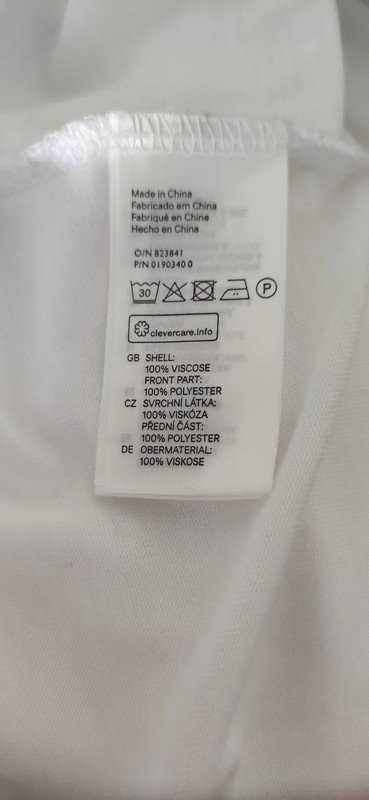 Made in China
Fabricado em China
Fabriqué en Chine
Hecho en China
O/N 823841
P/N 0190340 0
30 P
clevercare.info
GB SHELL:
100% VISCOSE
FRONT PART:
100% POLYESTER
CZ SVRCHNÍ LÁTKA:
100% VISKÓZA
PŘEDNÍ ČÁST:
100% POLYESTER
DE OBERMATERIAL:
100% VISKOSE